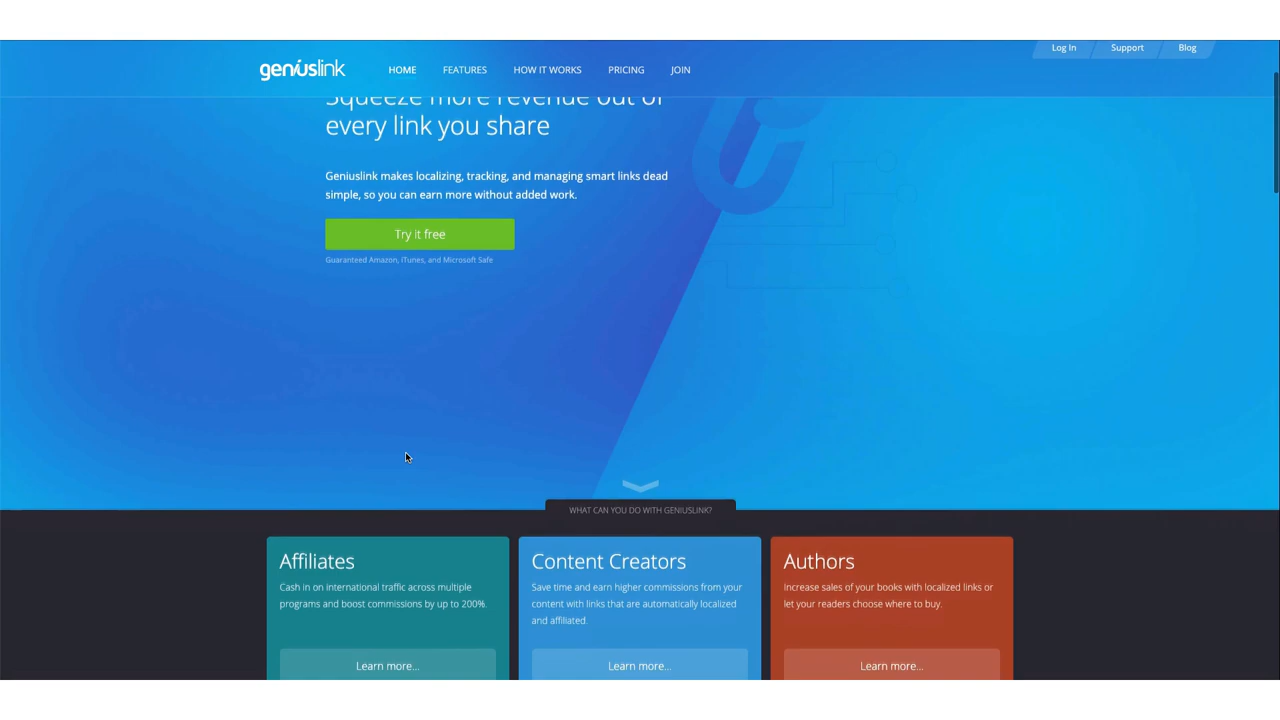 Log In
Support
Blog
geniuslink
HOME
FEATURES
HOW IT WORKS
PRICING
JOIN
Squeeze more revenue out of
every link you share
Geniuslink makes localizing, tracking, and managing smart links dead
simple, so you can earn more without added work.
Try it free
Guaranteed Amazon, iTunes, and Microsoft Safe
WHAT CAN YOU DO WITH GENIUSLINK?
Affiliates
Cash in on international traffic across multiple
programs and boost commissions by up to 200%.
Learn more...
Content Creators
Save time and earn higher commissions from your
content with links that are automatically localized
and affiliated.
Learn more...
Authors
Increase sales of your books with localized links or
let your readers choose where to buy.
Learn more...